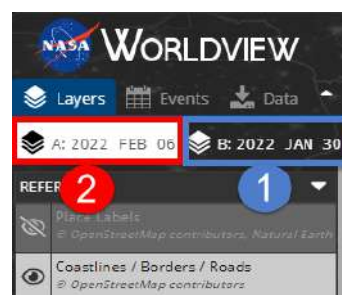 NASA WORLDVIEW
Layers Events Data
A: 2022 FEB 06 B: 2022 JAN 30
REFER 2 1
Place Labels
© OpenStreetMap contributors, Natural Earth
Coastlines / Borders / Roads
© OpenStreetMap contributors